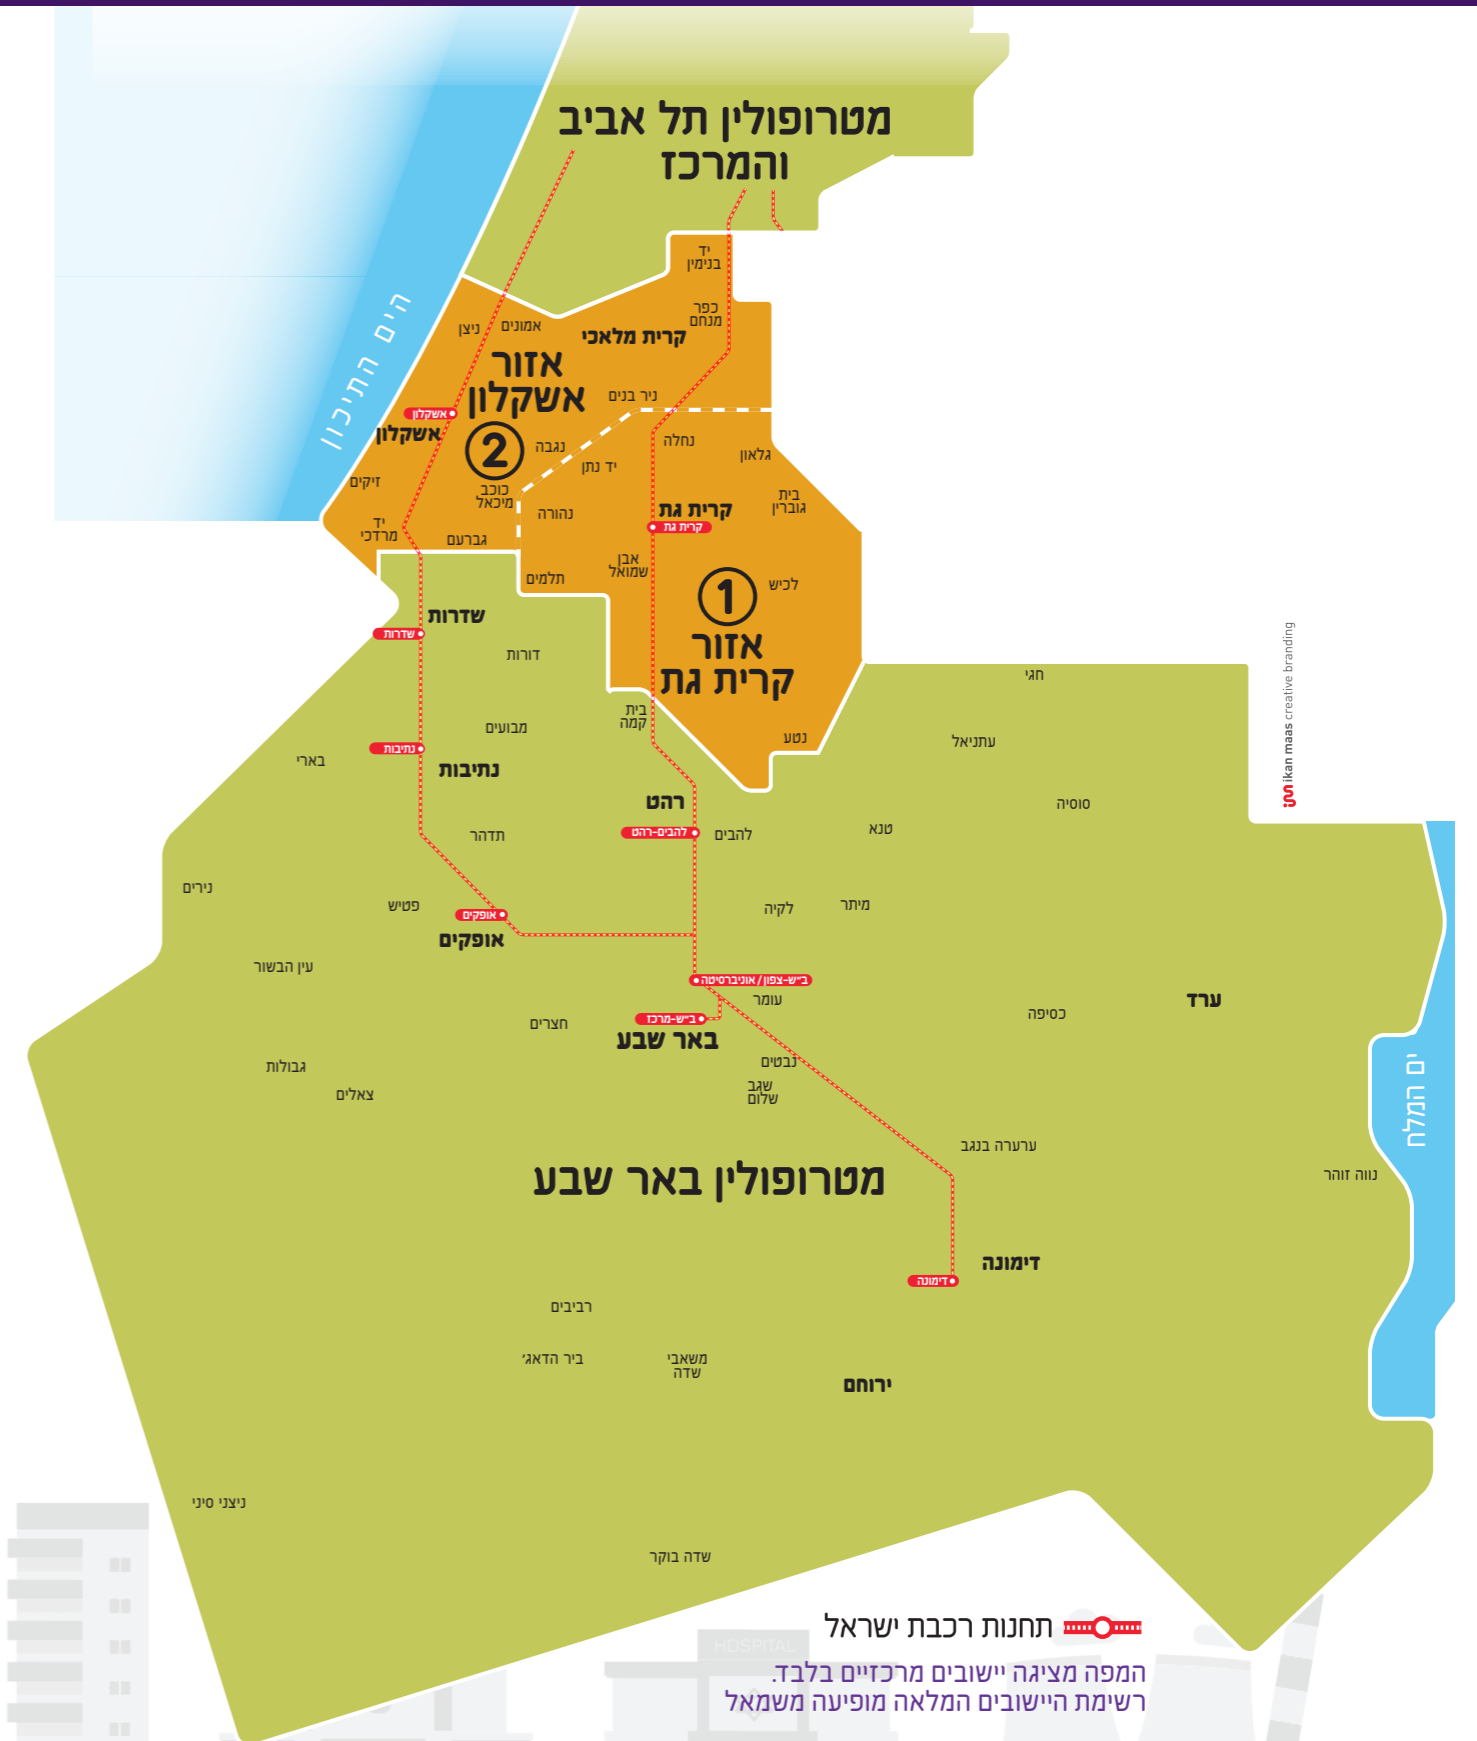 מטרופולין תל אביב
והמרכז
הים התיכון
יד
בנימין
כפר
מנחם
קרית מלאכי
אמונים
ניצן
אזור
אשקלון
2
ניר בנים
אשקלון
אשקלון
נגבה
נחלה
גלאון
יד נתן
זיקים
כוכב
מיכאל
בית
גוברין
קרית גת
קרית גת
נהורה
יד
מרדכי
גברעם
אבן
שמואל
תלמים
לכיש
1
אזור
קרית גת
שדרות
שדרות
דורות
ikan maas creative branding
חגי
בית
קמה
מבועים
נטע
עתניאל
נתיבות
נתיבות
בארי
רהט
סוסיה
להבים-רהט
להבים
טנא
תדהר
נירים
פטיש
לקיה
מיתר
אופקים
אופקים
עין הבשור
ב״ש-צפון/אוניברסיטה
עומר
ערד
ב״ש-מרכז
באר שבע
חצרים
כסיפה
נבטים
גבולות
צאלים
שגב
שלום
ים המלח
ערערה בנגב
נווה זוהר
מטרופולין באר שבע
דימונה
דימונה
רביבים
ביר הדאג׳
משאבי
שדה
ירוחם
ניצני סיני
שדה בוקר
תחנות רכבת ישראל
HOSPITAL
המפה מציגה יישובים מרכזיים בלבד.
רשימת היישובים המלאה מופיעה משמאל